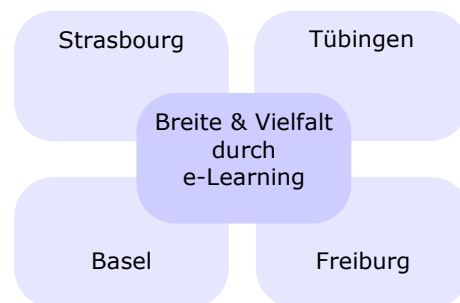 Strasbourg
Tübingen
Breite & Vielfalt
durch
e-Learning
Basel
Freiburg